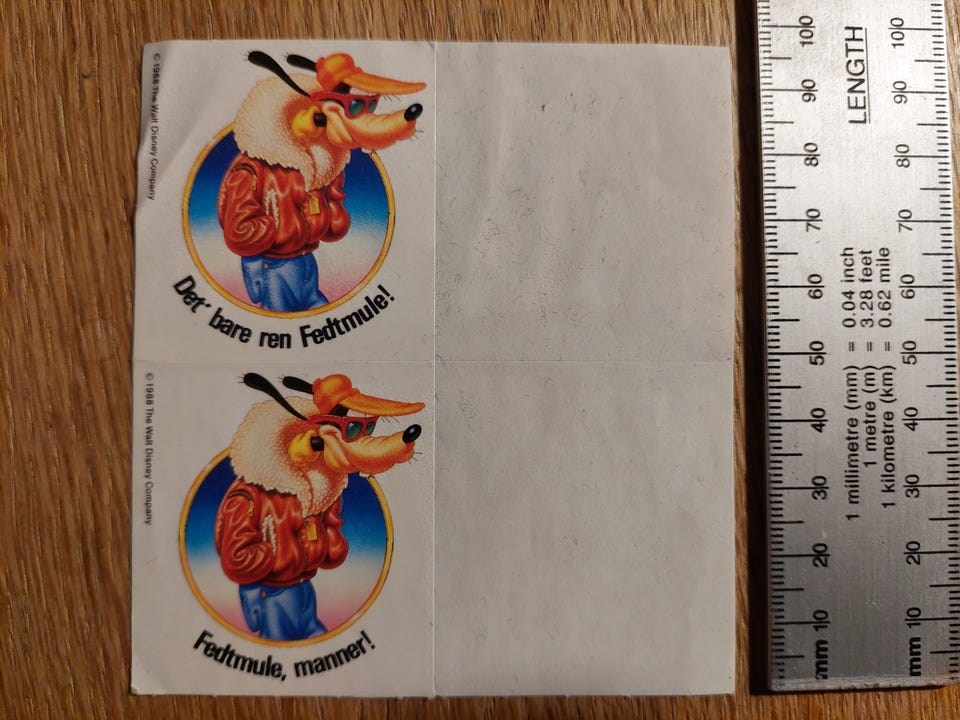 © 1988 The Walt Disney Company
Det' bare ren Fedtmule!
© 1988 The Walt Disney Company
Fedtmule, manner!
LENGTH
1 millimetre (mm) = 0.04 inch
1 metre (m) = 3.28 feet
1 kilometre (km) = 0.62 mile
mm 10 20 30 40 50 60 70 80 90 100
mm 10 20 30 40 50 60 70 80 90 100